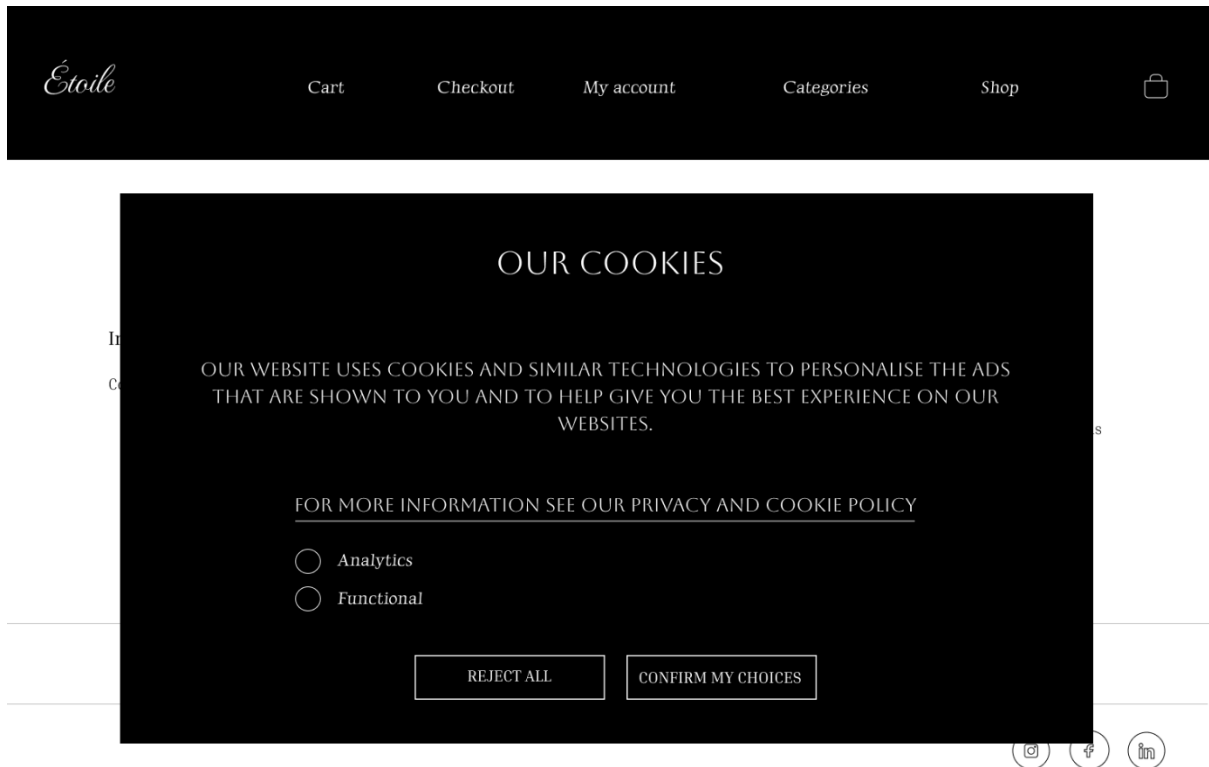 Étoile
Cart Checkout My account Categories Shop
OUR COOKIES
OUR WEBSITE USES COOKIES AND SIMILAR TECHNOLOGIES TO PERSONALISE THE ADS
THAT ARE SHOWN TO YOU AND TO HELP GIVE YOU THE BEST EXPERIENCE ON OUR
WEBSITES.
FOR MORE INFORMATION SEE OUR PRIVACY AND COOKIE POLICY
Analytics
Functional
REJECT ALL CONFIRM MY CHOICES